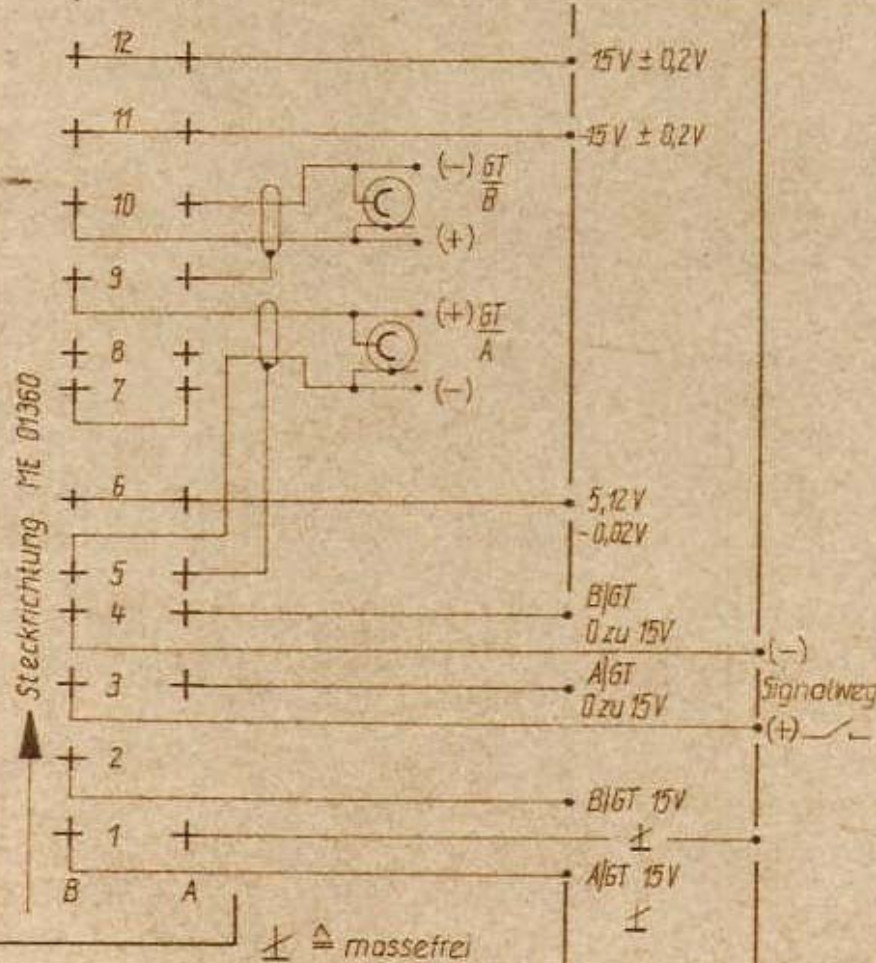 12
15V ± 0,2V
11
-15V ± 0,2V
(-) GT
B
10
(+)
9
(+) GT
A
8
7
(-)
Steckrichtung ME 01360
6
5,12V
-0,02V
5
4
B|GT
0 zu 15V
(-)
3
A|GT
0 zu 15V
Signalweg
(+)
2
B|GT 15V
1
A|GT 15V
B A
≙ massefrei